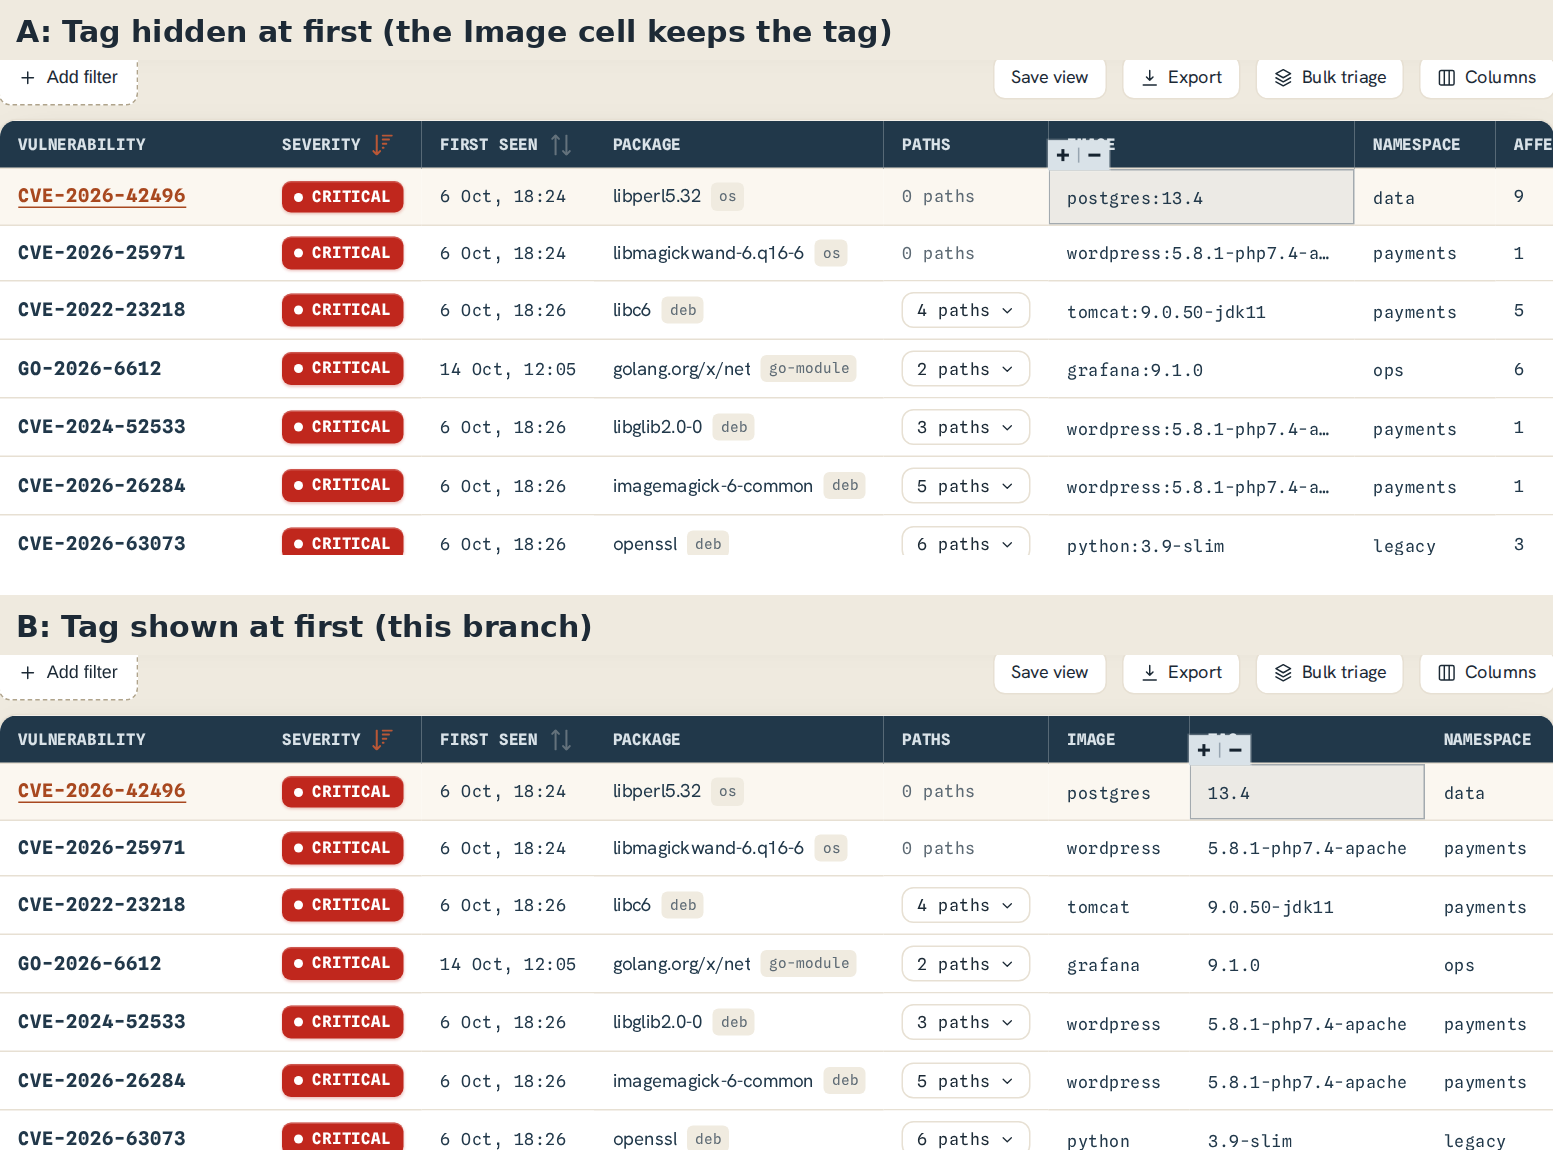 A: Tag hidden at first (the Image cell keeps the tag)
+ Add filter Save view Export Bulk triage Columns
VULNERABILITY SEVERITY FIRST SEEN PACKAGE PATHS NAMESPACE AFFE
+ | −
CVE-2026-42496 CRITICAL 6 Oct, 18:24 libperl5.32 os 0 paths postgres:13.4 data 9
CVE-2026-25971 CRITICAL 6 Oct, 18:24 libmagickwand-6.q16-6 os 0 paths wordpress:5.8.1-php7.4-a… payments 1
CVE-2022-23218 CRITICAL 6 Oct, 18:26 libc6 deb 4 paths tomcat:9.0.50-jdk11 payments 5
GO-2026-6612 CRITICAL 14 Oct, 12:05 golang.org/x/net go-module 2 paths grafana:9.1.0 ops 6
CVE-2024-52533 CRITICAL 6 Oct, 18:26 libglib2.0-0 deb 3 paths wordpress:5.8.1-php7.4-a… payments 1
CVE-2026-26284 CRITICAL 6 Oct, 18:26 imagemagick-6-common deb 5 paths wordpress:5.8.1-php7.4-a… payments 1
CVE-2026-63073 CRITICAL 6 Oct, 18:26 openssl deb 6 paths python:3.9-slim legacy 3
B: Tag shown at first (this branch)
+ Add filter Save view Export Bulk triage Columns
VULNERABILITY SEVERITY FIRST SEEN PACKAGE PATHS IMAGE NAMESPACE
+ | −
CVE-2026-42496 CRITICAL 6 Oct, 18:24 libperl5.32 os 0 paths postgres 13.4 data
CVE-2026-25971 CRITICAL 6 Oct, 18:24 libmagickwand-6.q16-6 os 0 paths wordpress 5.8.1-php7.4-apache payments
CVE-2022-23218 CRITICAL 6 Oct, 18:26 libc6 deb 4 paths tomcat 9.0.50-jdk11 payments
GO-2026-6612 CRITICAL 14 Oct, 12:05 golang.org/x/net go-module 2 paths grafana 9.1.0 ops
CVE-2024-52533 CRITICAL 6 Oct, 18:26 libglib2.0-0 deb 3 paths wordpress 5.8.1-php7.4-apache payments
CVE-2026-26284 CRITICAL 6 Oct, 18:26 imagemagick-6-common deb 5 paths wordpress 5.8.1-php7.4-apache payments
CVE-2026-63073 CRITICAL 6 Oct, 18:26 openssl deb 6 paths python 3.9-slim legacy